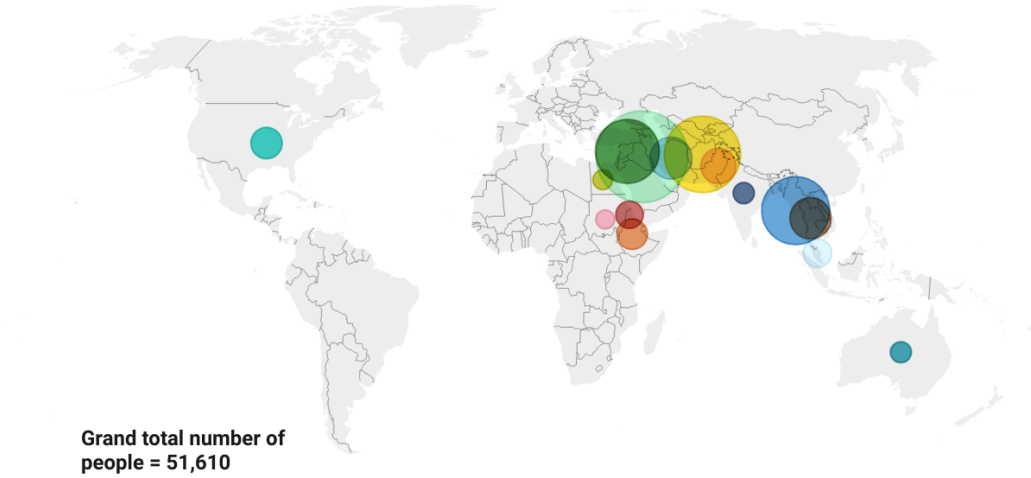 Grand total number of
people = 51,610